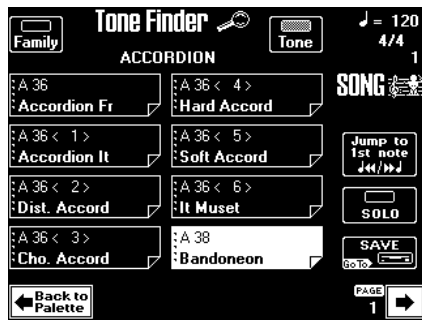 Family
Tone Finder
Tone
♩= 120
4/4
1
ACCORDION
SONG
A 36
Accordion Fr
A 36 < 4>
Hard Accord
A 36 < 1>
Accordion It
A 36 < 5>
Soft Accord
Jump to
1st note
A 36 < 2>
Dist. Accord
A 36 < 6>
It Muset
SOLO
A 36 < 3>
Cho. Accord
A 38
Bandoneon
SAVE
GoTo
Back to
Palette
PAGE
1